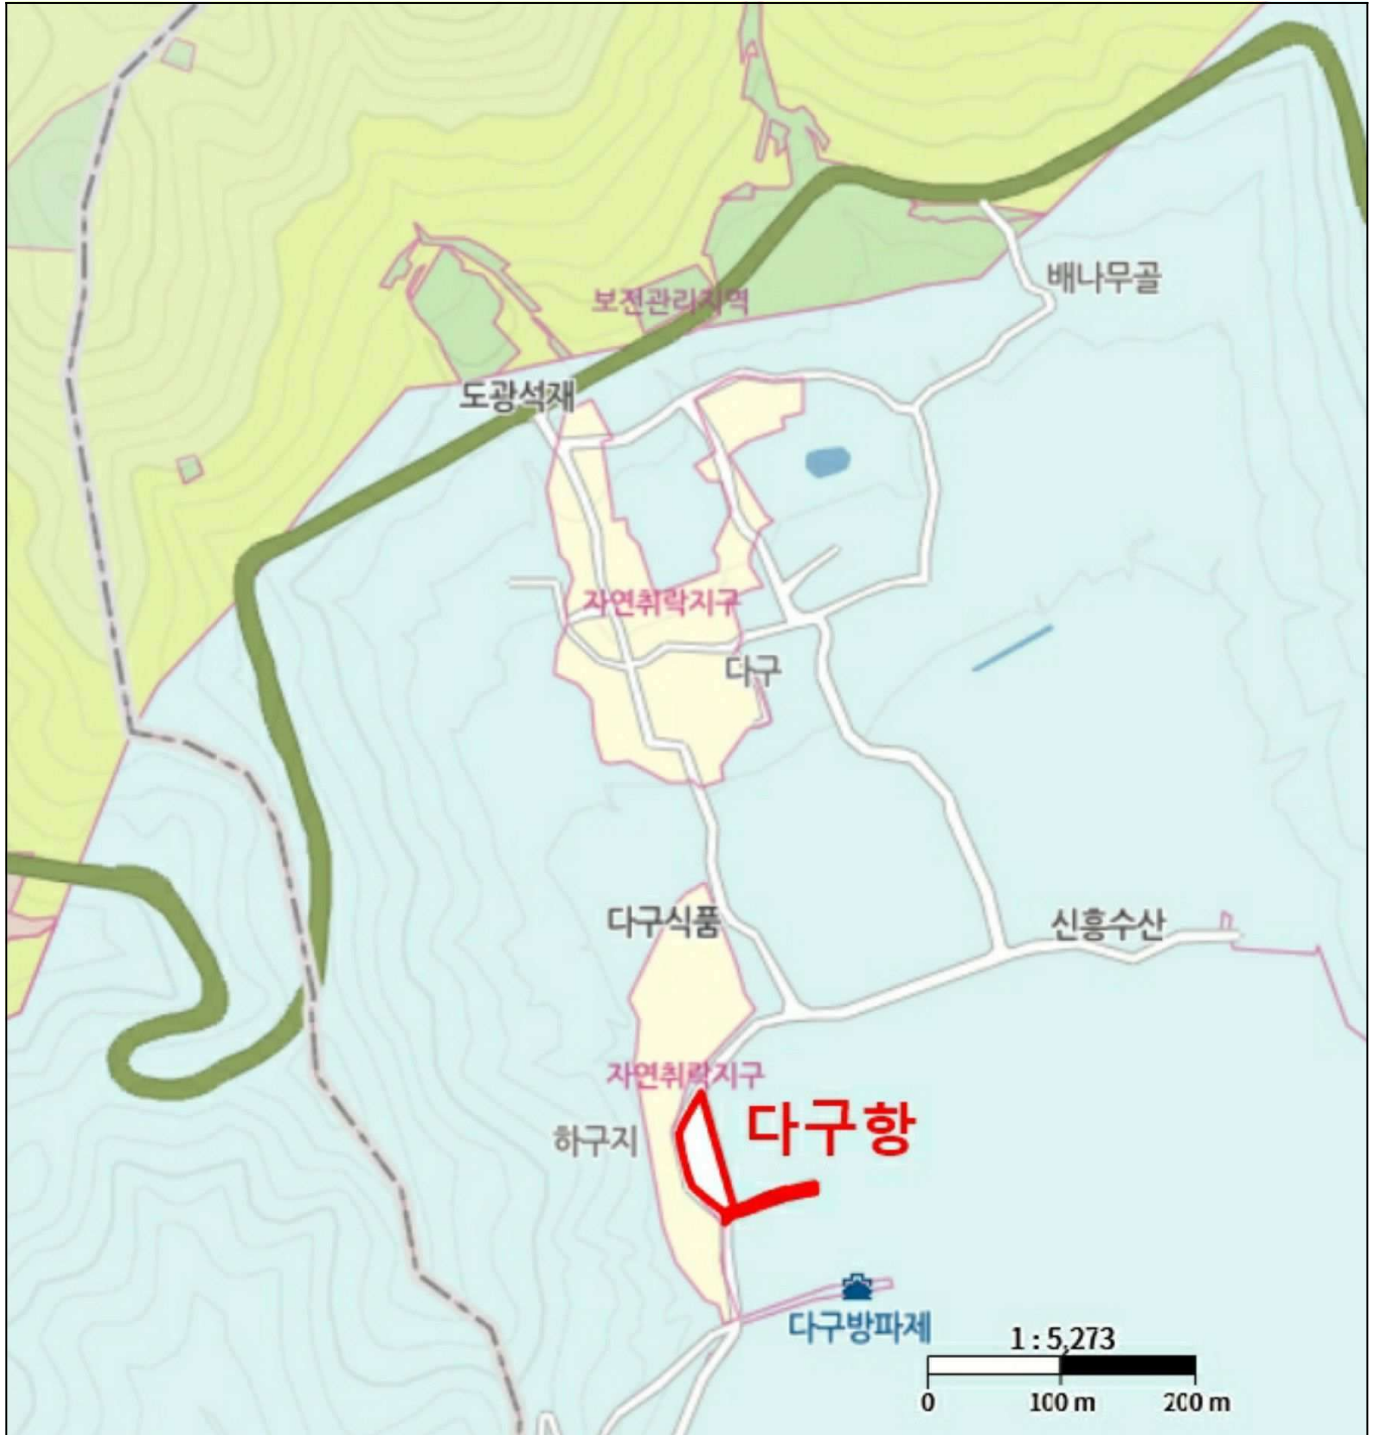 배나무골
보전관리지역
도광석재
자연취락지구
다구
다구식품
신흥수산
자연취락지구
다구항
하구지
다구방파제
1 : 5,273
0 100 m 200 m